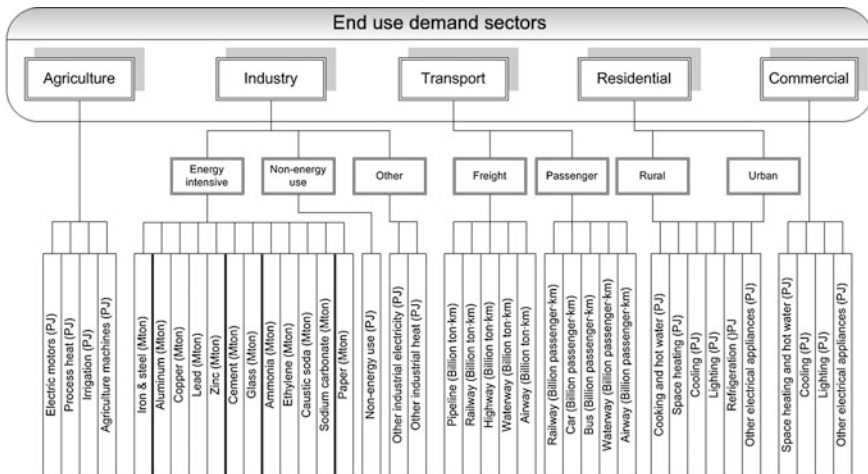 End use demand sectors
Agriculture
Industry
Transport
Residential
Commercial
Energy
intensive
Non-energy
use
Other
Freight
Passenger
Rural
Urban
Electric motors (PJ)
Process heat (PJ)
Irrigation (PJ)
Agriculture machines (PJ)
Iron & steel (Mton)
Aluminum (Mton)
Copper (Mton)
Lead (Mton)
Zinc (Mton)
Cement (Mton)
Glass (Mton)
Ammonia (Mton)
Ethylene (Mton)
Caustic soda (Mton)
Sodium carbonate (Mton)
Paper (Mton)
Non-energy use (PJ)
Other industrial electricity (PJ)
Other industrial heat (PJ)
Pipeline (Billion ton·km)
Railway (Billion ton·km)
Highway (Billion ton·km)
Waterway (Billion ton·km)
Airway (Billion ton·km)
Railway (Billion passenger·km)
Car (Billion passenger·km)
Bus (Billion passenger·km)
Waterway (Billion passenger·km)
Airway (Billion passenger·km)
Cooking and hot water (PJ)
Space heating (PJ)
Cooling (PJ)
Lighting (PJ)
Refrigeration ()PJ
Other electrical appliances (PJ)
Space heating and hot water (PJ)
Cooling (PJ)
Lighting (PJ)
Other electrical appliances (PJ)